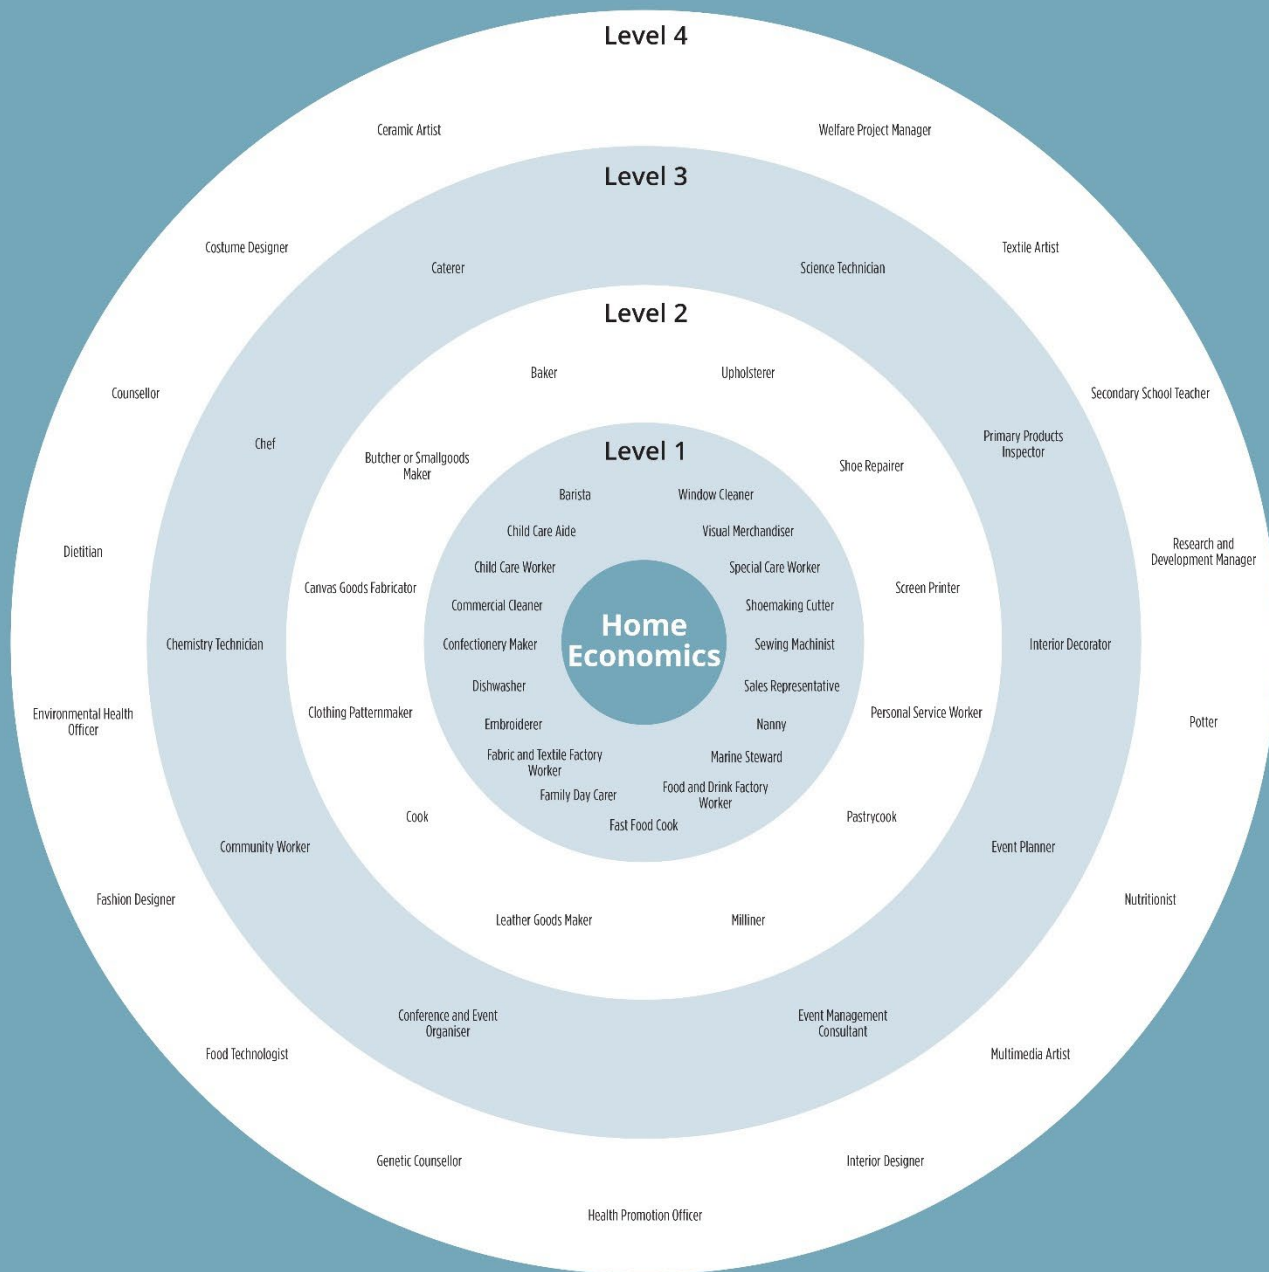 Level 4
Ceramic Artist
Welfare Project Manager
Costume Designer
Textile Artist
Counsellor
Secondary School Teacher
Dietitian
Research and
Development Manager
Environmental Health
Officer
Potter
Fashion Designer
Nutritionist
Food Technologist
Multimedia Artist
Genetic Counsellor
Interior Designer
Health Promotion Officer
Level 3
Caterer
Science Technician
Chef
Primary Products
Inspector
Chemistry Technician
Interior Decorator
Community Worker
Event Planner
Conference and Event
Organiser
Event Management
Consultant
Level 2
Baker
Upholsterer
Butcher or Smallgoods
Maker
Shoe Repairer
Canvas Goods Fabricator
Screen Printer
Clothing Patternmaker
Personal Service Worker
Cook
Pastrycook
Leather Goods Maker
Milliner
Level 1
Barista
Window Cleaner
Child Care Aide
Visual Merchandiser
Child Care Worker
Special Care Worker
Commercial Cleaner
Shoemaking Cutter
Confectionery Maker
Sewing Machinist
Dishwasher
Sales Representative
Embroiderer
Nanny
Fabric and Textile Factory
Worker
Marine Steward
Family Day Carer
Food and Drink Factory
Worker
Fast Food Cook
Home
Economics